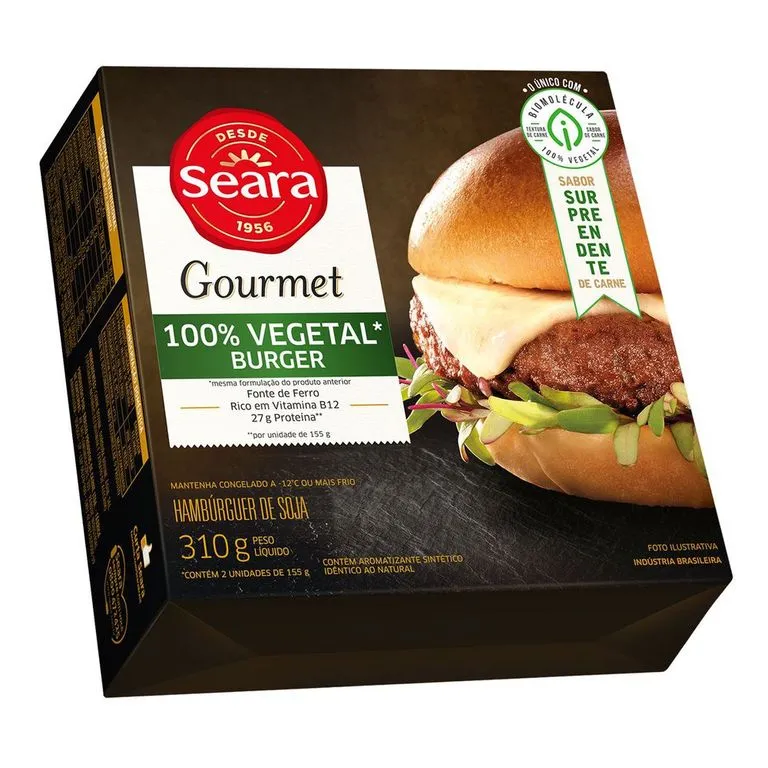 DESDE
Seara
1956
Gourmet
100% VEGETAL*
BURGER
*mesma formulação do produto anterior
Fonte de Ferro
Rico em Vitamina B12
27 g Proteína**
**por unidade de 155 g
MANTENHA CONGELADO A -12°C OU MAIS FRIO
HAMBÚRGUER DE SOJA
310 g PESO
LÍQUIDO
*CONTÉM 2 UNIDADES DE 155 g
CONTÉM AROMATIZANTE SINTÉTICO
IDÊNTICO AO NATURAL
• O ÚNICO COM •
BIOMOLÉCULA
TEXTURA DE CARNE
SABOR DE CARNE
100% VEGETAL
SABOR
SUR
PRE
EN
DEN
TE
DE CARNE
FOTO ILUSTRATIVA
INDÚSTRIA BRASILEIRA